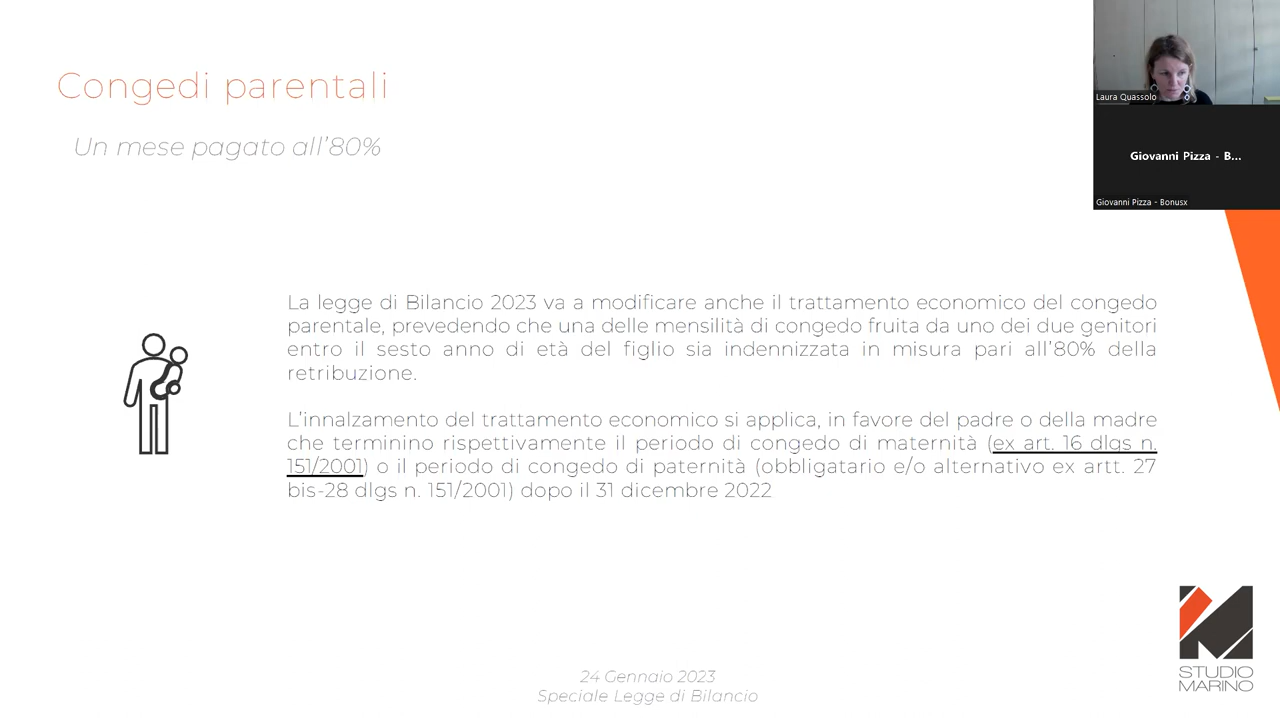 Congedi parentali
Un mese pagato all'80%
Laura Quassolo
Giovanni Pizza - B...
Giovanni Pizza - Bonusx
La legge di Bilancio 2023 va a modificare anche il trattamento economico del congedo
parentale, prevedendo che una delle mensilità di congedo fruita da uno dei due genitori
entro il sesto anno di età del figlio sia indennizzata in misura pari all'80% della
retribuzione.
L'innalzamento del trattamento economico si applica, in favore del padre o della madre
che terminino rispettivamente il periodo di congedo di maternità (ex art. 16 dlgs n.
151/2001) o il periodo di congedo di paternità (obbligatario e/o alternativo ex artt. 27
bis-28 dlgs n. 151/2001) dopo il 31 dicembre 2022
24 Gennaio 2023
Speciale Legge di Bilancio
STUDIO
MARINO